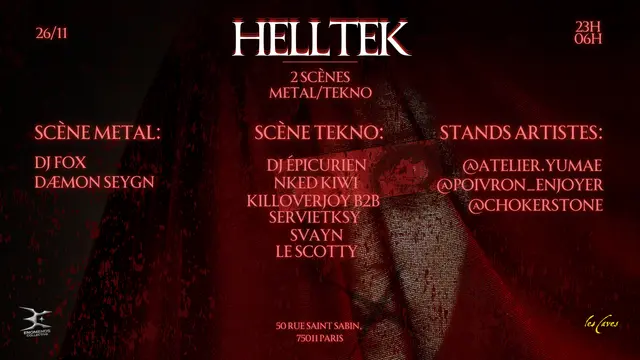 26/11
HELLTEK
23H
06H
2 SCÈNES
METAL/TEKNO
SCÈNE METAL:
DJ FOX
DÆMON SEYGN
SCÈNE TEKNO:
DJ ÉPICURIEN
NKED KIWI
KILLOVERJOY B2B
SERVIETKSY
SVAYN
LE SCOTTY
STANDS ARTISTES:
@ATELIER.YUMAE
@POIVRON_ENJOYER
@CHOKERSTONE
50 RUE SAINT SABIN,
75011 PARIS
les Caves